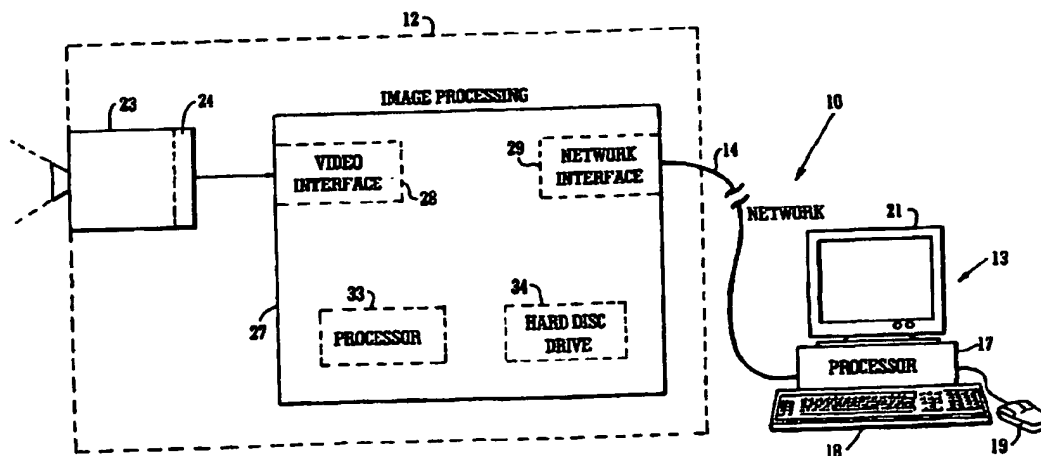 12
23
24
IMAGE PROCESSING
10
VIDEO
INTERFACE
28
29
NETWORK
INTERFACE
14
NETWORK
21
13
27
33
PROCESSOR
34
HARD DISC
DRIVE
17
PROCESSOR
18
19